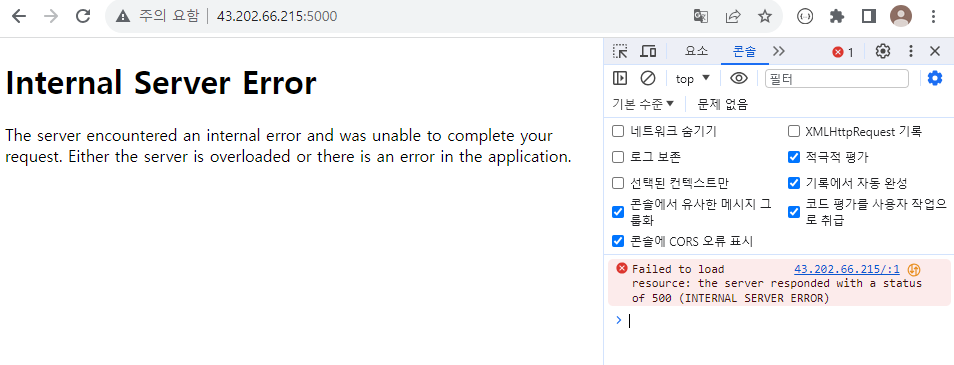 주의 요함 43.202.66.215:5000
Internal Server Error
The server encountered an internal error and was unable to complete your
request. Either the server is overloaded or there is an error in the application.
요소 콘솔 1
top 필터
기본 수준 문제 없음
네트워크 숨기기 XMLHttpRequest 기록
로그 보존 적극적 평가
선택된 컨텍스트만 기록에서 자동 완성
콘솔에서 유사한 메시지 그
룹화
코드 평가를 사용자 작업으
로 취급
콘솔에 CORS 오류 표시
Failed to load 43.202.66.215/:1
resource: the server responded with a status
of 500 (INTERNAL SERVER ERROR)